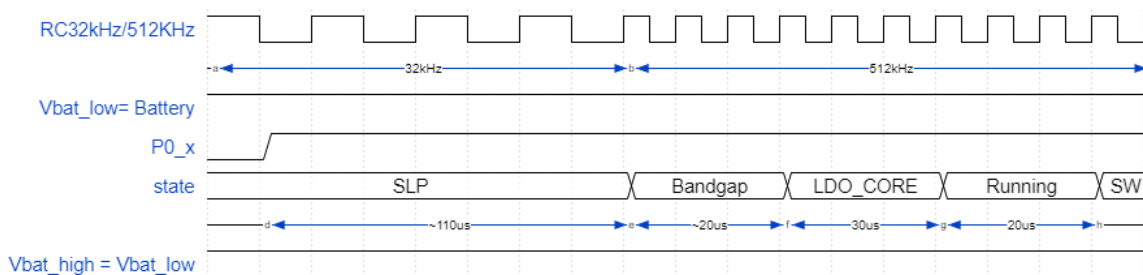 RC32kHz/512KHz
a 32kHz b 512kHz
Vbat_low= Battery
P0_x
state SLP Bandgap LDO_CORE Running SW
d ~110us e ~20us f 30us g 20us h
Vbat_high = Vbat_low